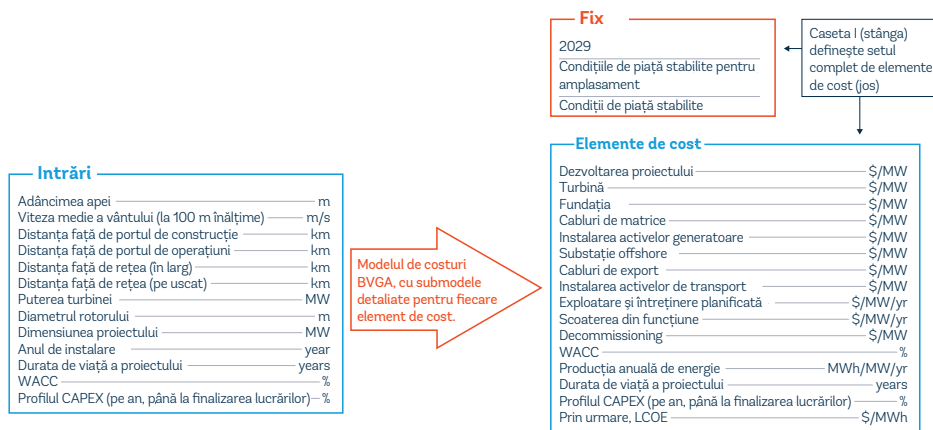 Fix
2029
Condițiile de piață stabilite pentru
amplasament
Condiții de piață stabilite
Caseta I (stânga)
definește setul
complet de elemente
de cost (jos)
Intrări
Adâncimea apei m
Viteza medie a vântului (la 100 m înălțime) m/s
Distanța față de portul de construcție km
Distanța față de portul de operațiuni km
Distanța față de rețea (în larg) km
Distanța față de rețea (pe uscat) km
Puterea turbinei MW
Diametrul rotorului m
Dimensiunea proiectului MW
Anul de instalare year
Durata de viață a proiectului years
WACC %
Profilul CAPEX (pe an, până la finalizarea lucrărilor) %
Modelul de costuri
BVGA, cu submodele
detaliate pentru fiecare
element de cost.
Elemente de cost
Dezvoltarea proiectului $/MW
Turbină $/MW
Fundația $/MW
Cabluri de matrice $/MW
Instalarea activelor generatoare $/MW
Substație offshore $/MW
Cabluri de export $/MW
Instalarea activelor de transport $/MW
Exploatare și întreținere planificată $/MW/yr
Scoaterea din funcțiune $/MW/yr
Decommissioning $/MW
WACC %
Producția anuală de energie MWh/MW/yr
Durata de viață a proiectului years
Profilul CAPEX (pe an, până la finalizarea lucrărilor) %
Prin urmare, LCOE $/MWh